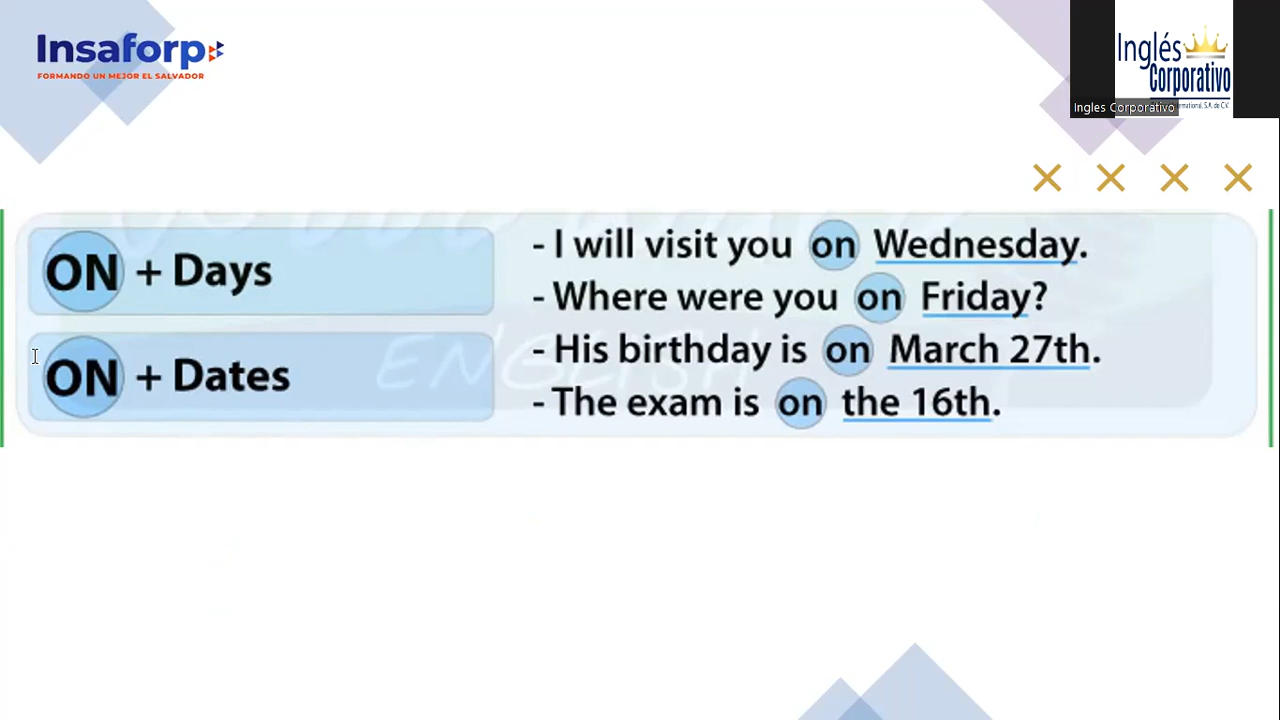 Insaforp
FORMANDO UN MEJOR EL SALVADOR
Inglés
Corporativo
Ingles Corporativo
ON + Days
- I will visit you on Wednesday.
- Where were you on Friday?
ON + Dates
- His birthday is on March 27th.
- The exam is on the 16th.
ENGLISH